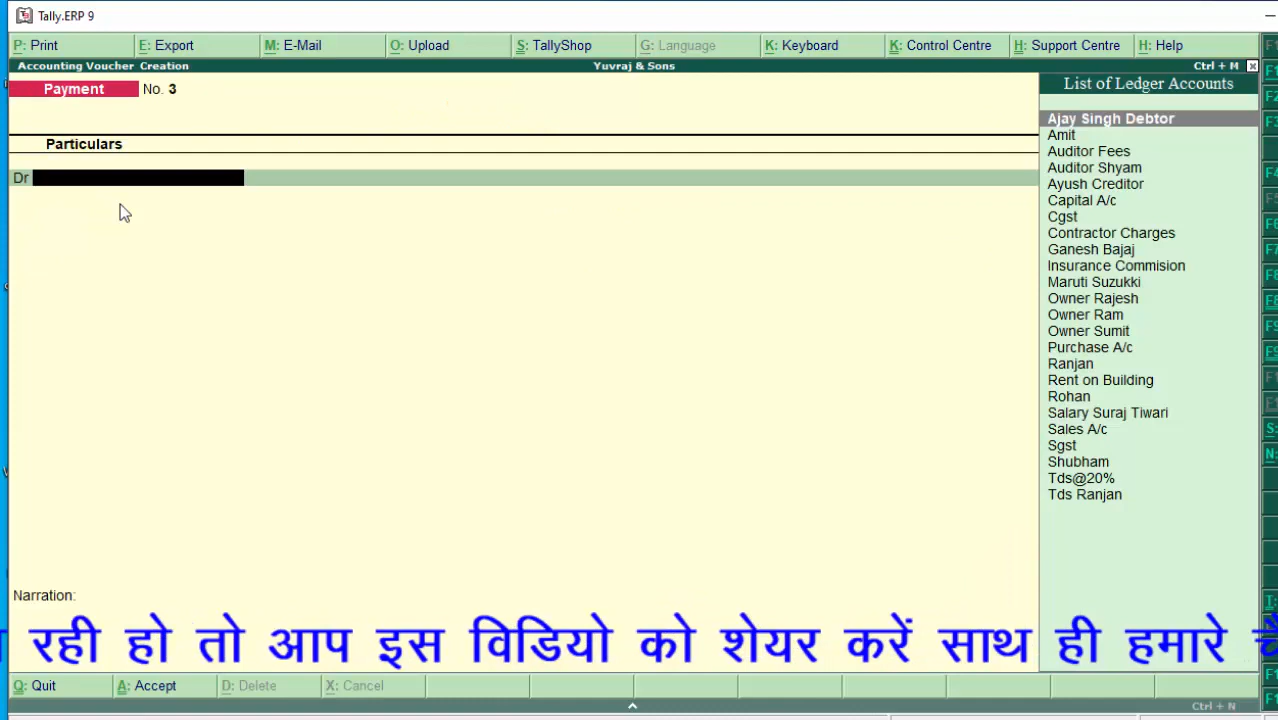 Tally.ERP 9
P: Print E: Export M: E-Mail O: Upload S: TallyShop G: Language K: Keyboard K: Control Centre H: Support Centre H: Help
Accounting Voucher Creation Yuvraj & Sons Ctrl + M
Payment No. 3
List of Ledger Accounts
Particulars
Dr
Ajay Singh Debtor
Amit
Auditor Fees
Auditor Shyam
Ayush Creditor
Capital A/c
Cgst
Contractor Charges
Ganesh Bajaj
Insurance Commision
Maruti Suzukki
Owner Rajesh
Owner Ram
Owner Sumit
Purchase A/c
Ranjan
Rent on Building
Rohan
Salary Suraj Tiwari
Sales A/c
Sgst
Shubham
Tds@20%
Tds Ranjan
Narration:
रही हो तो आप इस विडियो को शेयर करें साथ ही हमारे
Q: Quit A: Accept D: Delete X: Cancel
Ctrl + N